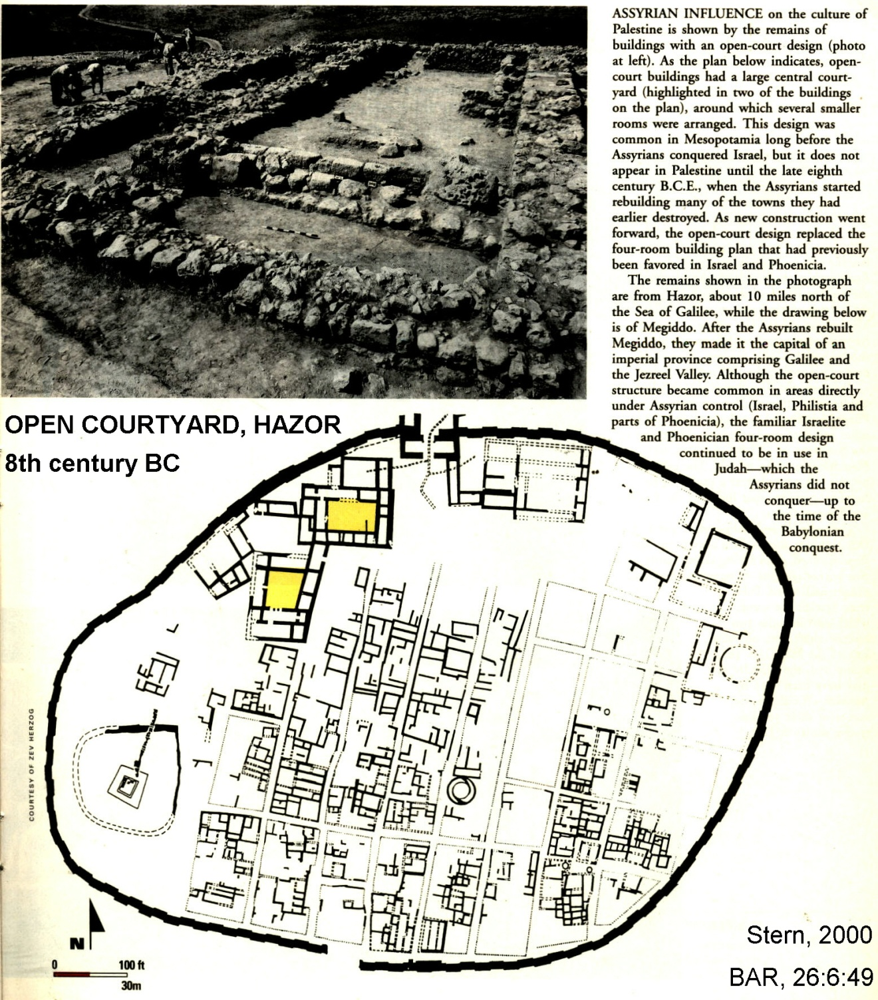 ASSYRIAN INFLUENCE on the culture of
Palestine is shown by the remains of
buildings with an open-court design (photo
at left). As the plan below indicates, open-
court buildings had a large central court-
yard (highlighted in two of the buildings
on the plan), around which several smaller
rooms were arranged. This design was
common in Mesopotamia long before the
Assyrians conquered Israel, but it does not
appear in Palestine until the late eighth
century B.C.E., when the Assyrians started
rebuilding many of the towns they had
earlier destroyed. As new construction went
forward, the open-court design replaced the
four-room building plan that had previously
been favored in Israel and Phoenicia.
The remains shown in the photograph
are from Hazor, about 10 miles north of
the Sea of Galilee, while the drawing below
is of Megiddo. After the Assyrians rebuilt
Megiddo, they made it the capital of an
imperial province comprising Galilee and
the Jezreel Valley. Although the open-court
structure became common in areas directly
under Assyrian control (Israel, Philistia and
parts of Phoenicia), the familiar Israelite
and Phoenician four-room design
continued to be in use in
Judah—which the
Assyrians did not
conquer—up to
the time of the
Babylonian
conquest.
OPEN COURTYARD, HAZOR
8th century BC
COURTESY OF ZEV HERZOG
N
0 100 ft
30m
Stern, 2000
BAR, 26:6:49